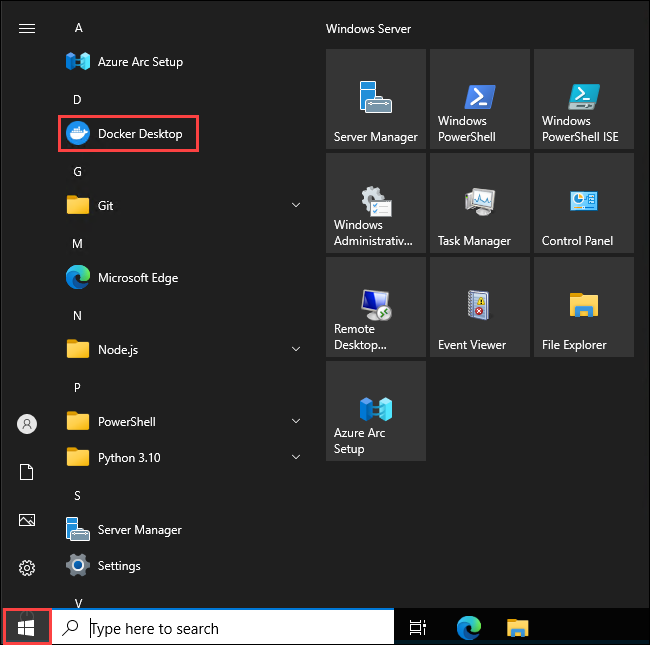 A
Azure Arc Setup
D
Docker Desktop
G
Git
M
Microsoft Edge
N
Node.js
P
PowerShell
Python 3.10
S
Server Manager
Settings
V
Windows Server
Server Manager
Windows
PowerShell
Windows
PowerShell ISE
Windows
Administrativ...
Task Manager
Control Panel
Remote
Desktop...
Event Viewer
File Explorer
Azure Arc
Setup
Type here to search